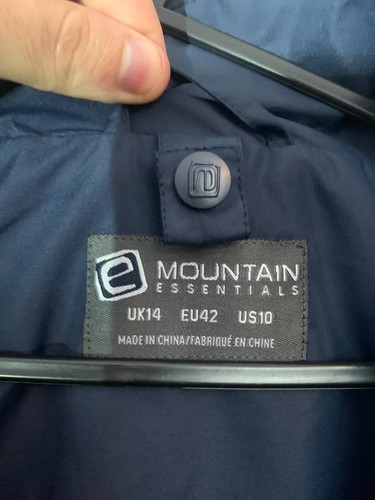 e MOUNTAIN
ESSENTIALS
UK14 EU42 US10
MADE IN CHINA/FABRIQUÉ EN CHINE